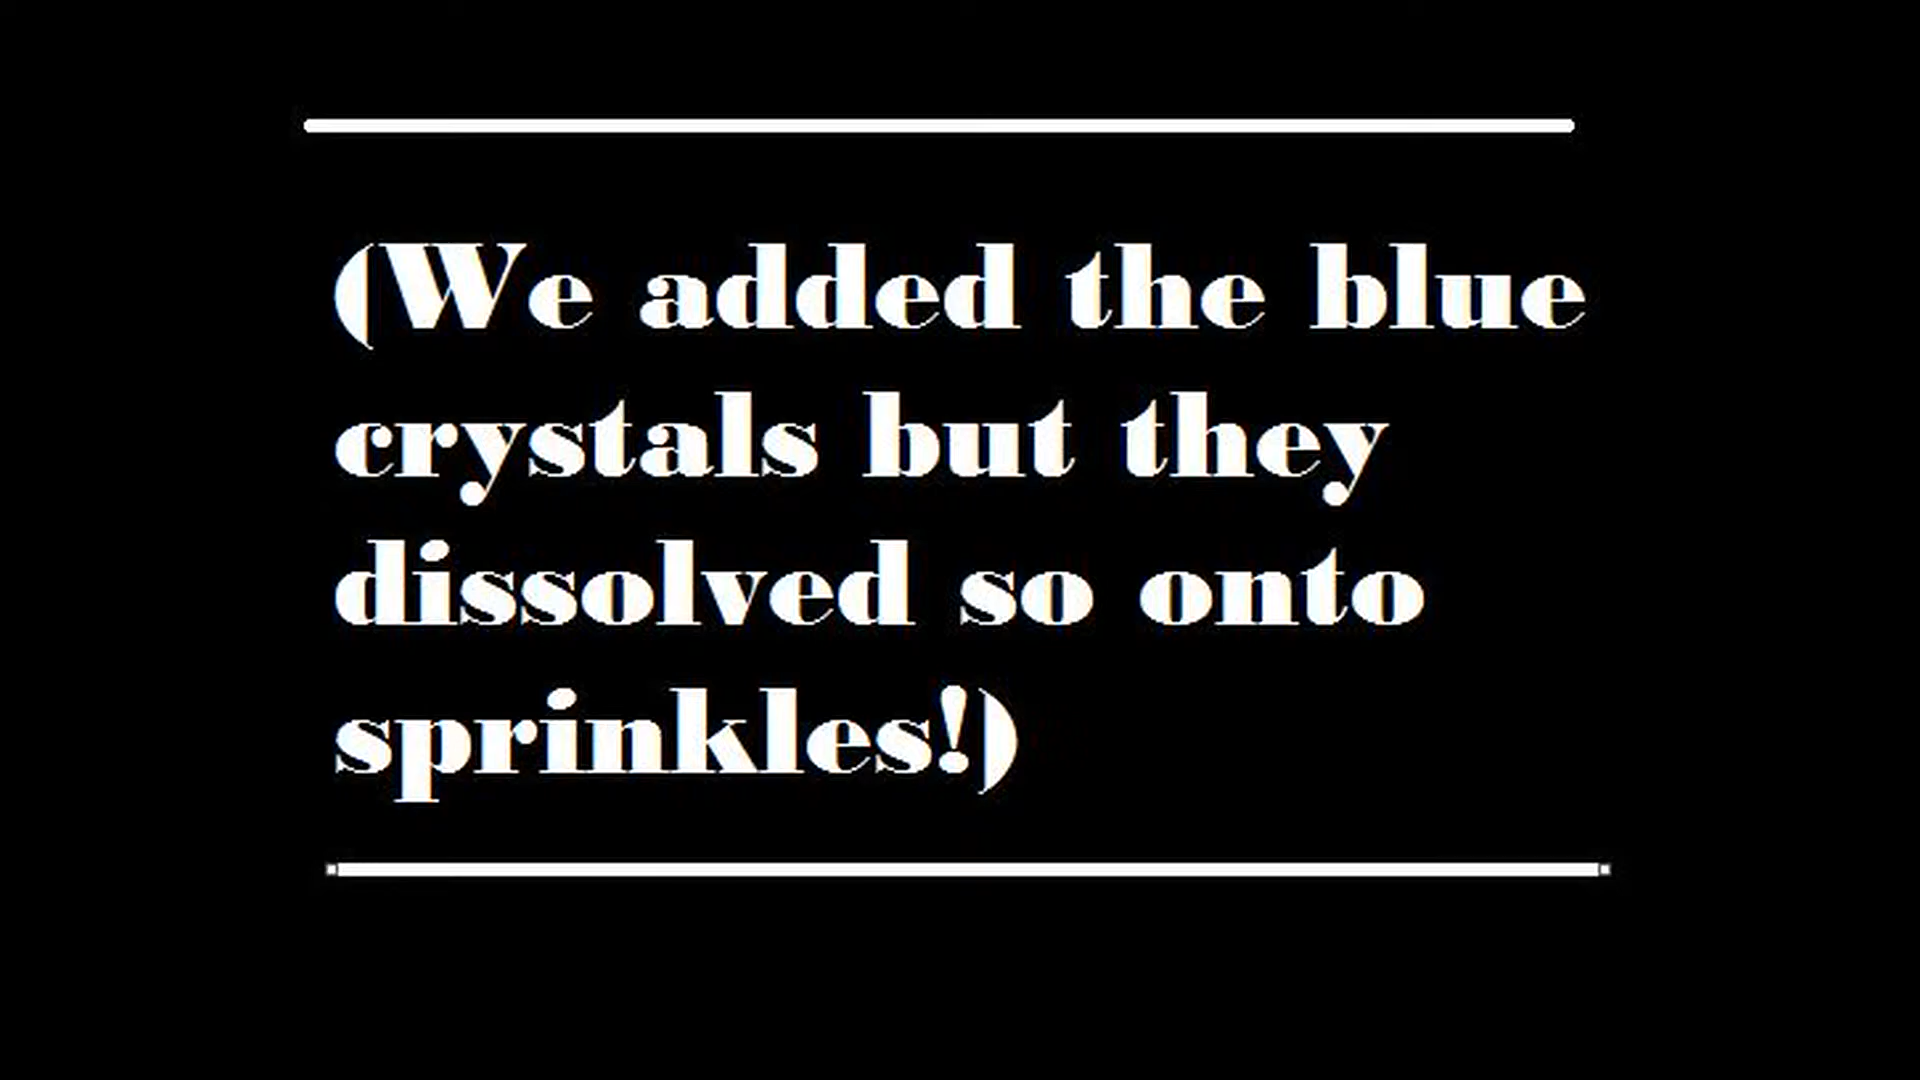 (We added the blue
crystals but they
dissolved so onto
sprinkles!)